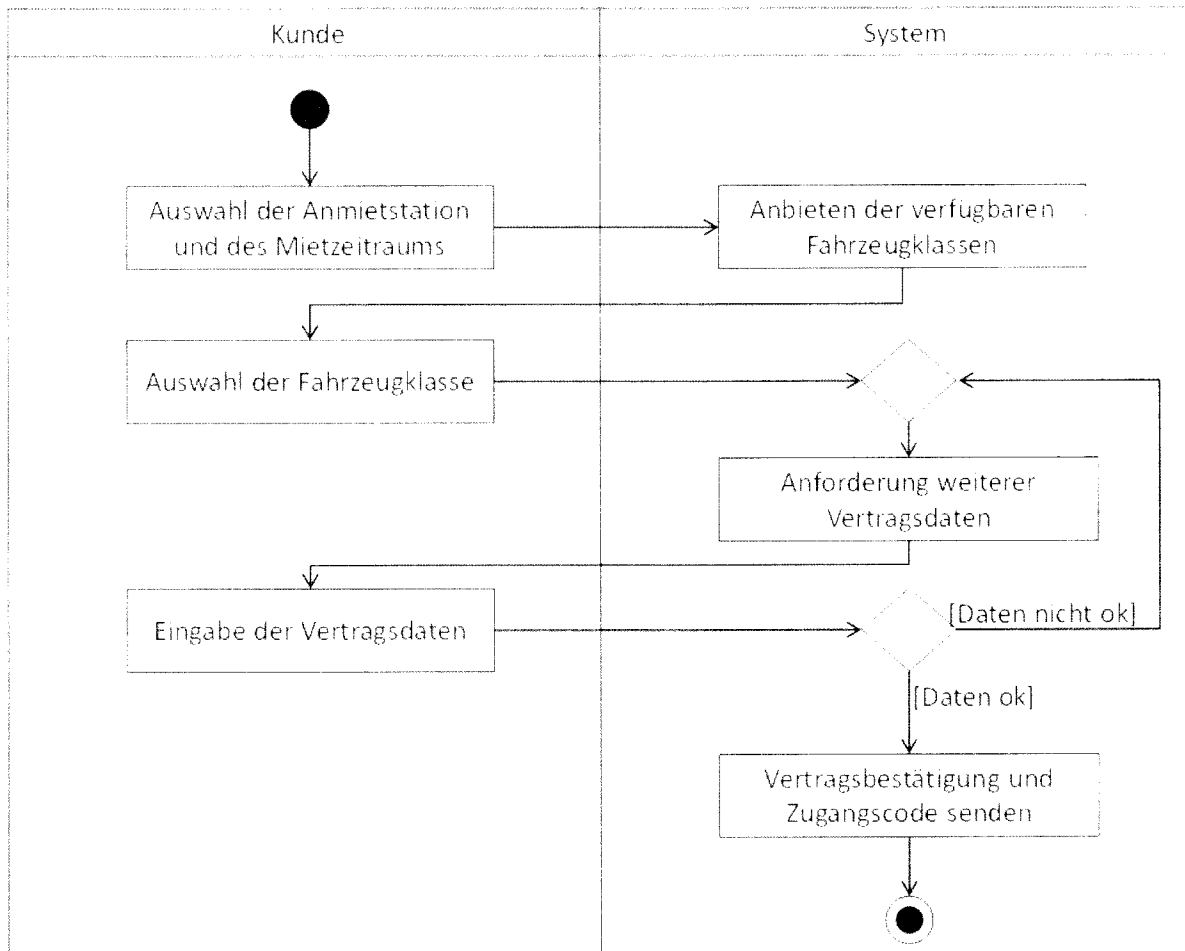 Kunde
System
Auswahl der Anmietstation
und des Mietzeitraums
Anbieten der verfügbaren
Fahrzeugklassen
Auswahl der Fahrzeugklasse
Anforderung weiterer
Vertragsdaten
Eingabe der Vertragsdaten
[Daten nicht ok]
[Daten ok]
Vertragsbestätigung und
Zugangscode senden